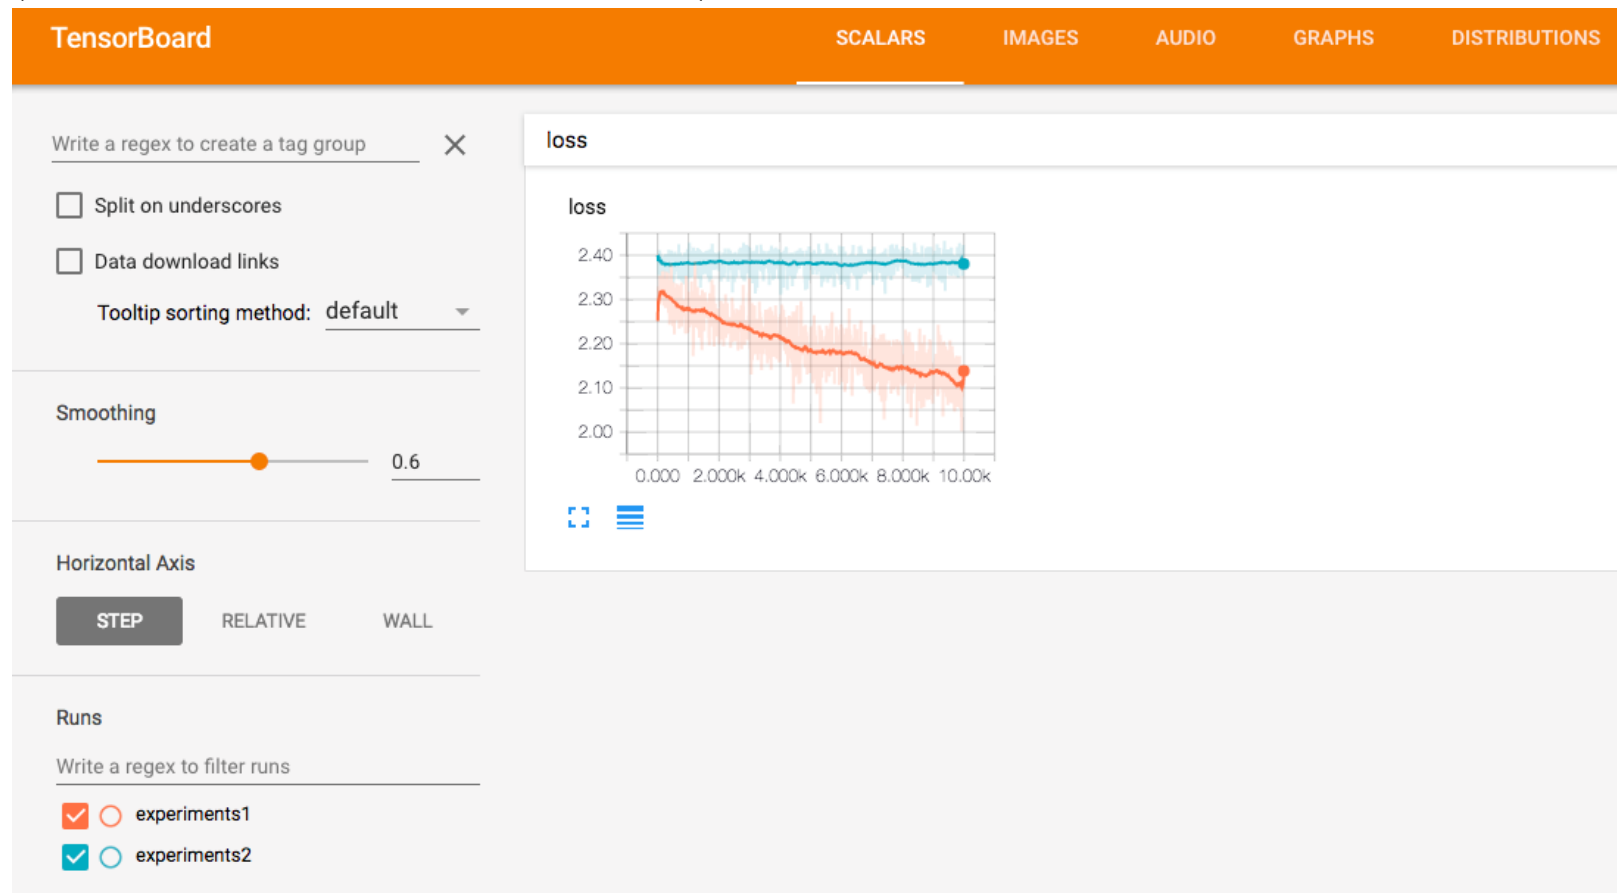 TensorBoard SCALARS IMAGES AUDIO GRAPHS DISTRIBUTIONS
Write a regex to create a tag group
Split on underscores
Data download links
Tooltip sorting method: default
Smoothing
0.6
Horizontal Axis
STEP RELATIVE WALL
Runs
Write a regex to filter runs
experiments1
experiments2
loss
loss
2.40
2.30
2.20
2.10
2.00
0.000 2.000k 4.000k 6.000k 8.000k 10.00k